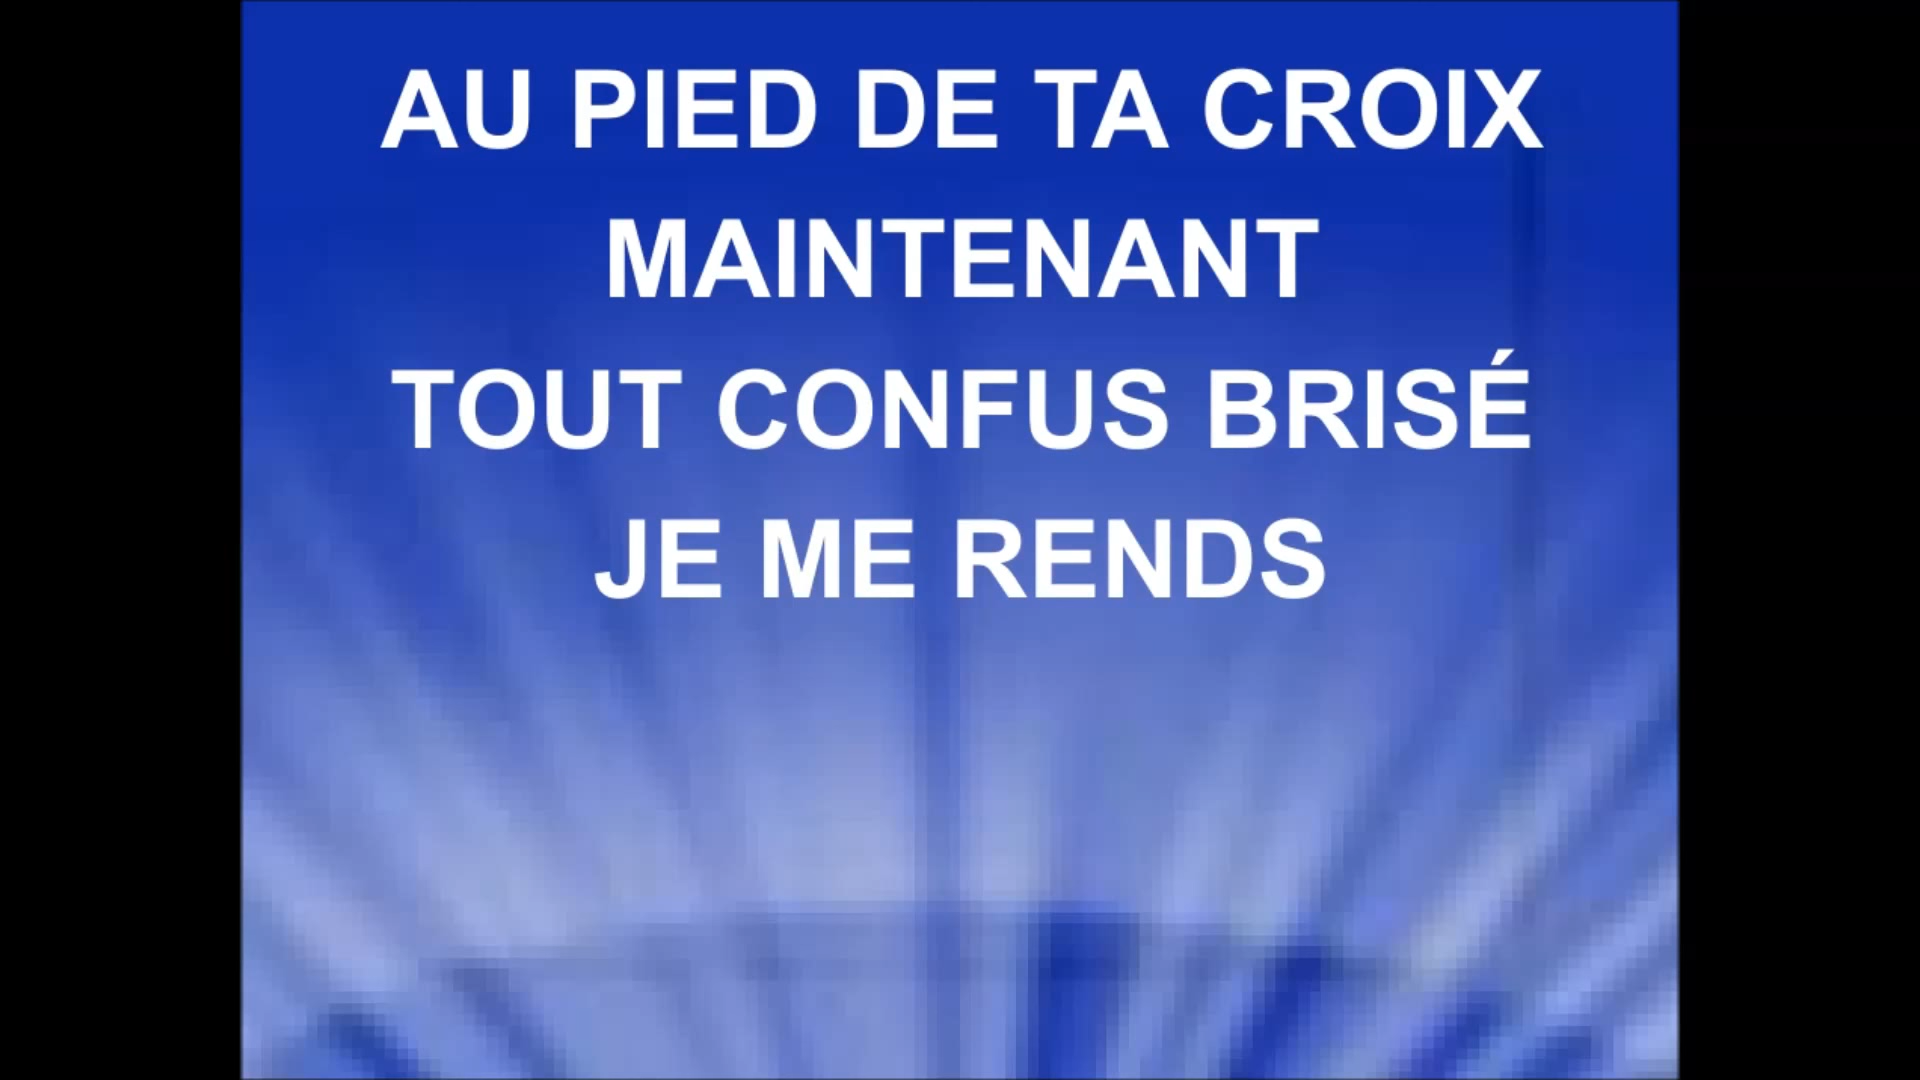 AU PIED DE TA CROIX
MAINTENANT
TOUT CONFUS BRISÉ
JE ME RENDS